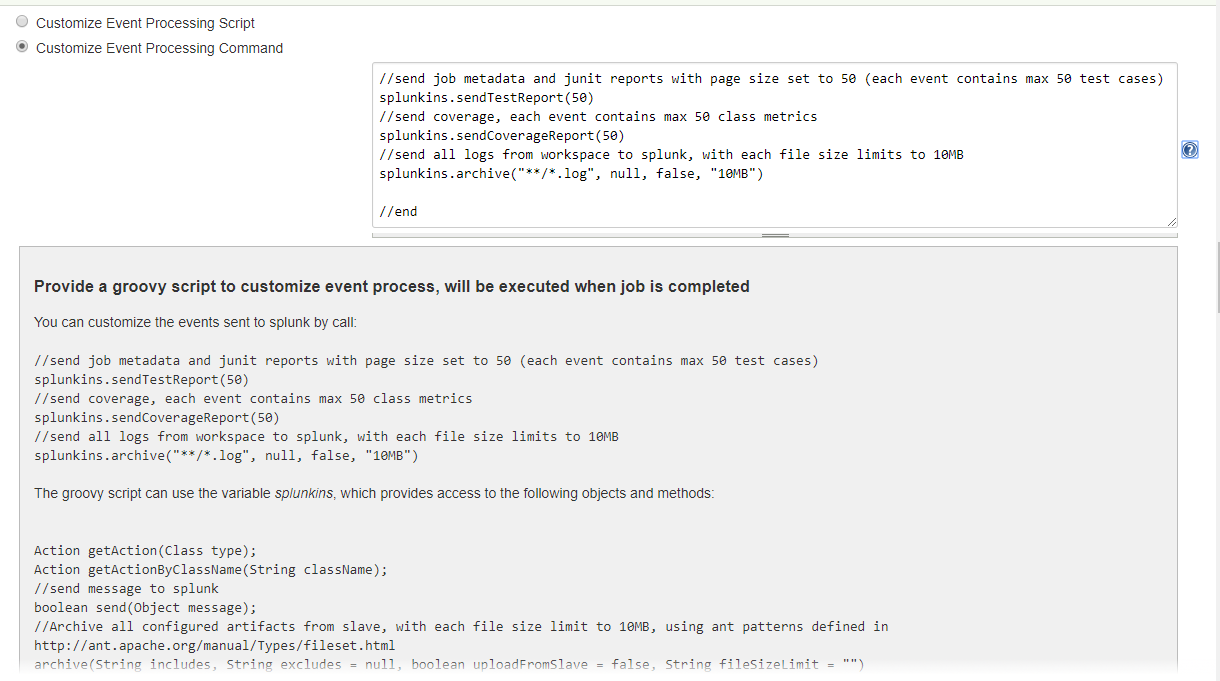 Customize Event Processing Script
Customize Event Processing Command
//send job metadata and junit reports with page size set to 50 (each event contains max 50 test cases)
splunkins.sendTestReport(50)
//send coverage, each event contains max 50 class metrics
splunkins.sendCoverageReport(50)
//send all logs from workspace to splunk, with each file size limits to 10MB
splunkins.archive("**/*.log", null, false, "10MB")
//end
?
Provide a groovy script to customize event process, will be executed when job is completed
You can customize the events sent to splunk by call:
//send job metadata and junit reports with page size set to 50 (each event contains max 50 test cases)
splunkins.sendTestReport(50)
//send coverage, each event contains max 50 class metrics
splunkins.sendCoverageReport(50)
//send all logs from workspace to splunk, with each file size limits to 10MB
splunkins.archive("**/*.log", null, false, "10MB")
The groovy script can use the variable splunkins, which provides access to the following objects and methods:
Action getAction(Class type);
Action getActionByClassName(String className);
//send message to splunk
boolean send(Object message);
//Archive all configured artifacts from slave, with each file size limit to 10MB, using ant patterns defined in
http://ant.apache.org/manual/Types/fileset.html
archive(String includes, String excludes = null, boolean uploadFromSlave = false, String fileSizeLimit = "")